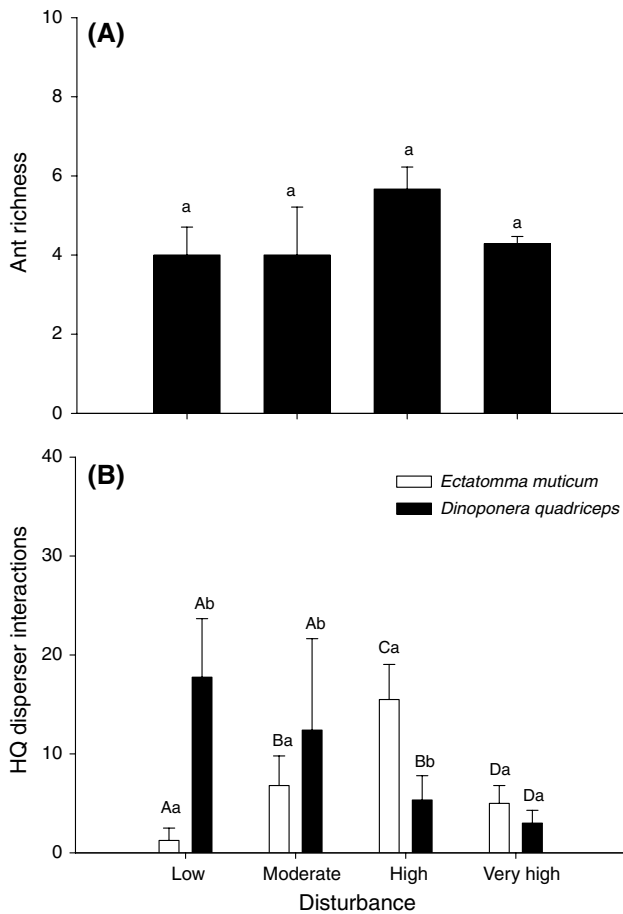 (A)
Ant richness
10
8
6
4
2
0
a
a
a
a
(B)
HQ disperser interactions
40
30
20
10
0
Ectatomma muticum
Dinoponera quadriceps
Aa
Ab
Ba
Ab
Ca
Bb
Da
Da
Low
Moderate
High
Very high
Disturbance